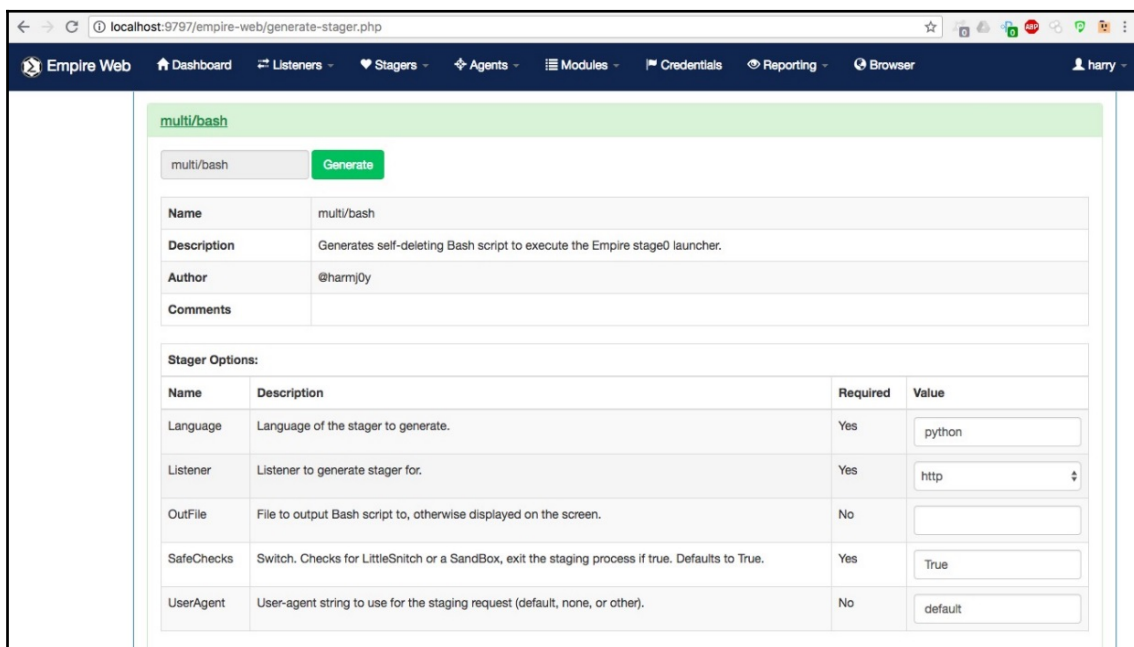 localhost:9797/empire-web/generate-stager.php
Empire Web Dashboard Listeners Stagers Agents Modules Credentials Reporting Browser harry
multi/bash
multi/bash Generate
Name multi/bash
Description Generates self-deleting Bash script to execute the Empire stage0 launcher.
Author @harmj0y
Comments
Stager Options:
Name Description Required Value
Language Language of the stager to generate. Yes python
Listener Listener to generate stager for. Yes http
OutFile File to output Bash script to, otherwise displayed on the screen. No
SafeChecks Switch. Checks for LittleSnitch or a SandBox, exit the staging process if true. Defaults to True. Yes True
UserAgent User-agent string to use for the staging request (default, none, or other). No default